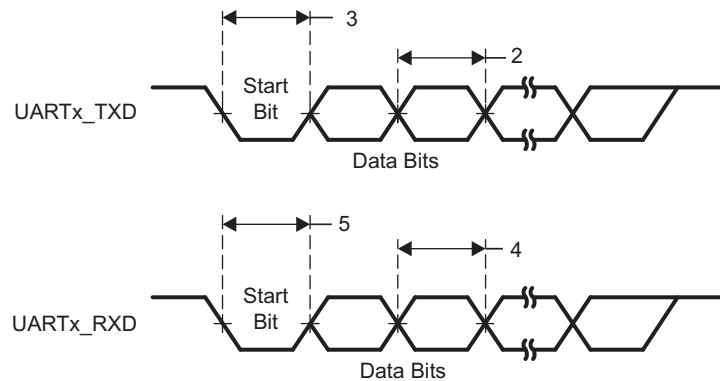 3
2
Start
Bit
UARTx_TXD
Data Bits
5
4
Start
Bit
UARTx_RXD
Data Bits